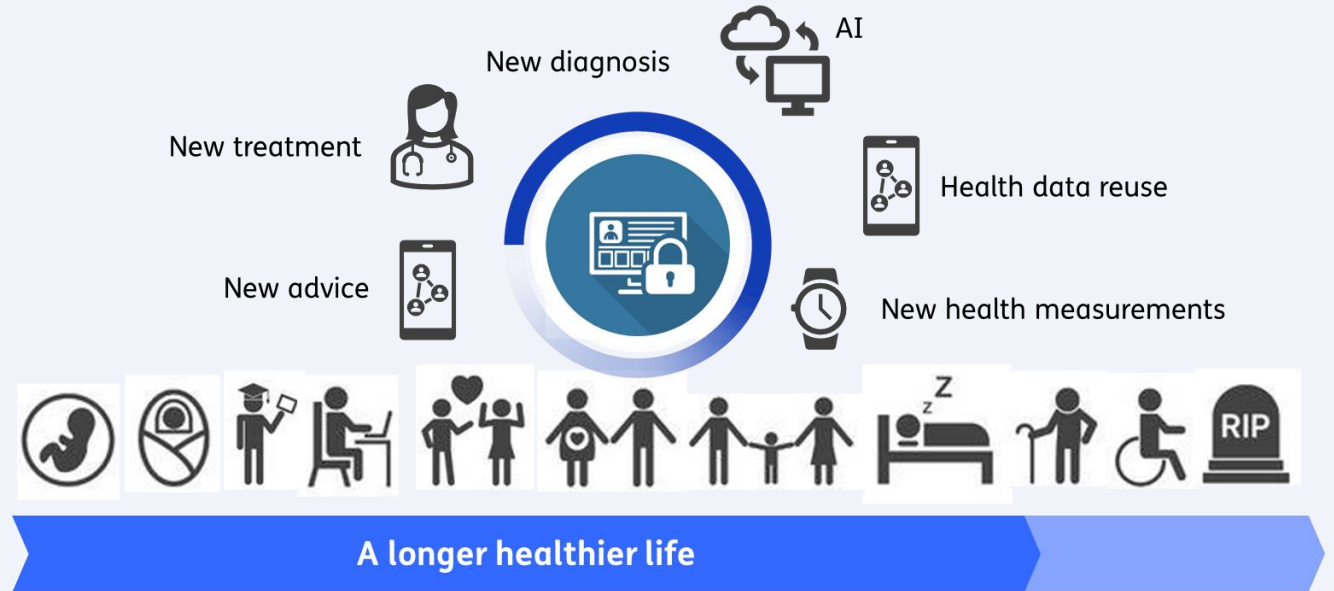 AI
New diagnosis
New treatment
Health data reuse
New advice
New health measurements
Z
z
RIP
A longer healthier life